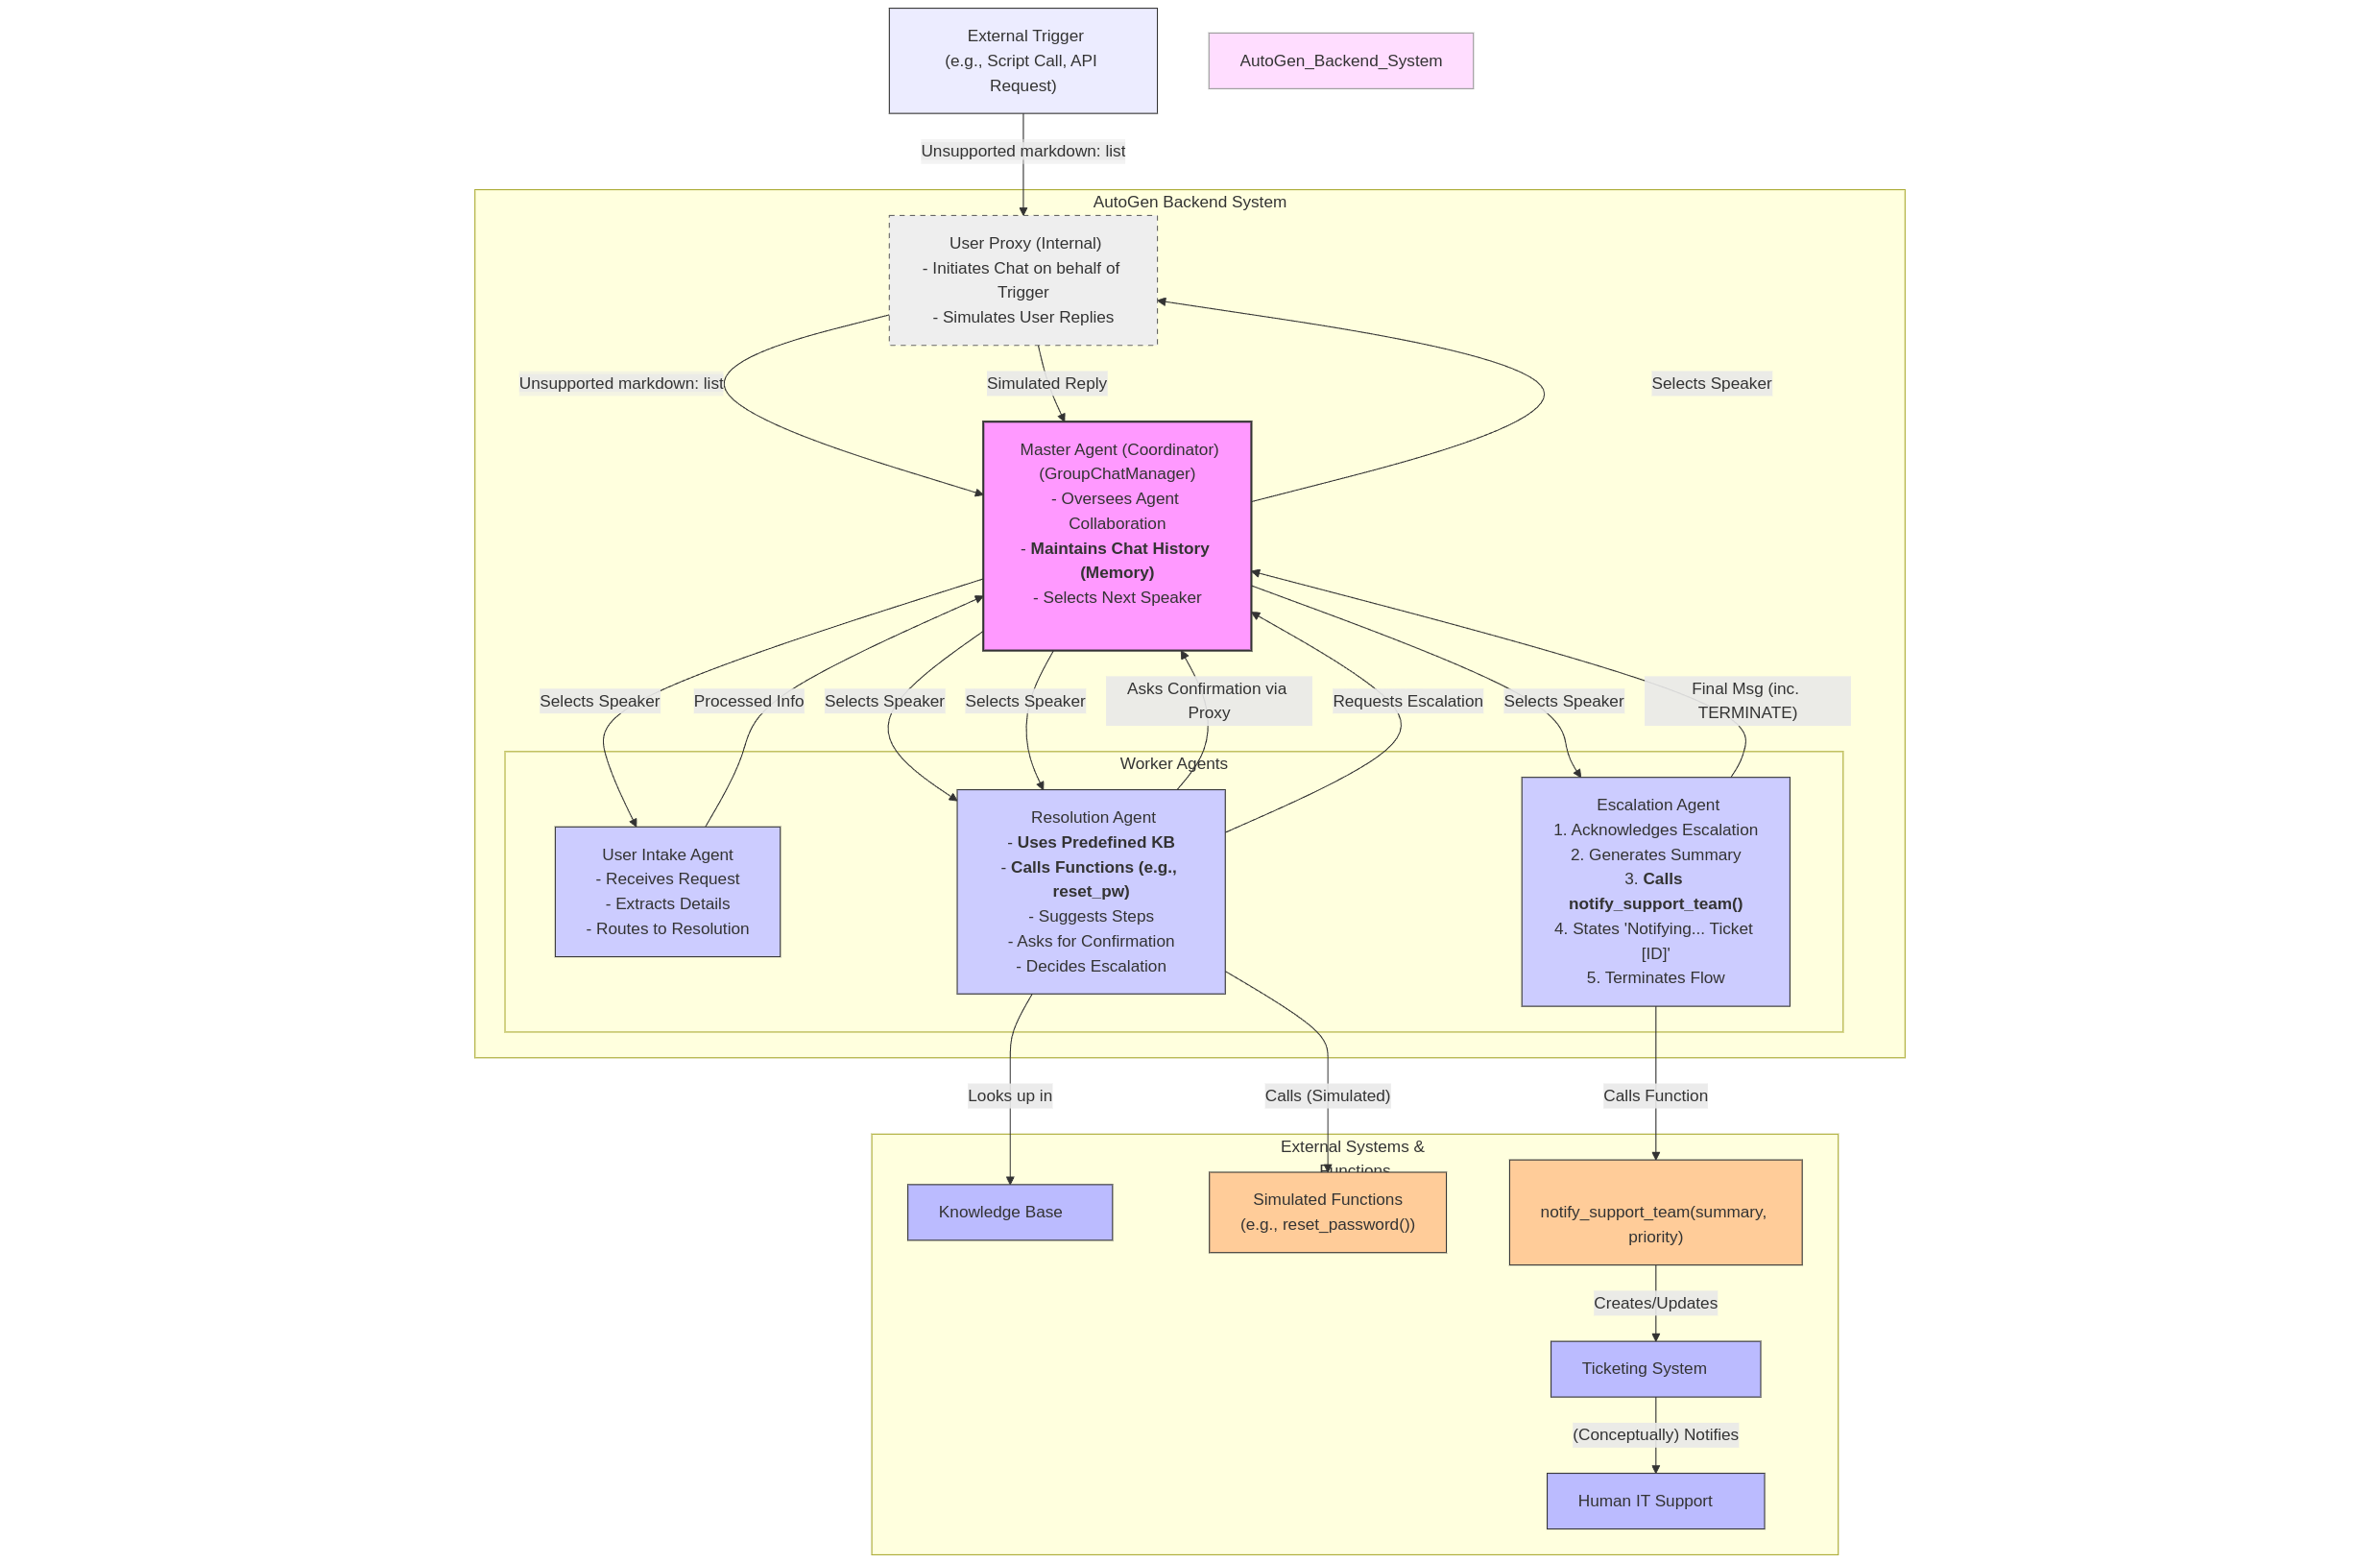 External Trigger
(e.g., Script Call, API
Request)
AutoGen_Backend_System
Unsupported markdown: list
AutoGen Backend System
User Proxy (Internal)
- Initiates Chat on behalf of
Trigger
- Simulates User Replies
Unsupported markdown: list
Simulated Reply
Selects Speaker
Master Agent (Coordinator)
(GroupChatManager)
- Oversees Agent
Collaboration
- Maintains Chat History
(Memory)
- Selects Next Speaker
Selects Speaker
Processed Info
Selects Speaker
Selects Speaker
Asks Confirmation via
Proxy
Requests Escalation
Selects Speaker
Final Msg (inc.
TERMINATE)
Worker Agents
User Intake Agent
- Receives Request
- Extracts Details
- Routes to Resolution
Resolution Agent
- Uses Predefined KB
- Calls Functions (e.g.,
reset_pw)
- Suggests Steps
- Asks for Confirmation
- Decides Escalation
Escalation Agent
1. Acknowledges Escalation
2. Generates Summary
3. Calls
notify_support_team()
4. States 'Notifying... Ticket
[ID]'
5. Terminates Flow
Looks up in
Calls (Simulated)
Calls Function
External Systems &
Functions
Knowledge Base
Simulated Functions
(e.g., reset_password())
notify_support_team(summary,
priority)
Creates/Updates
Ticketing System
(Conceptually) Notifies
Human IT Support